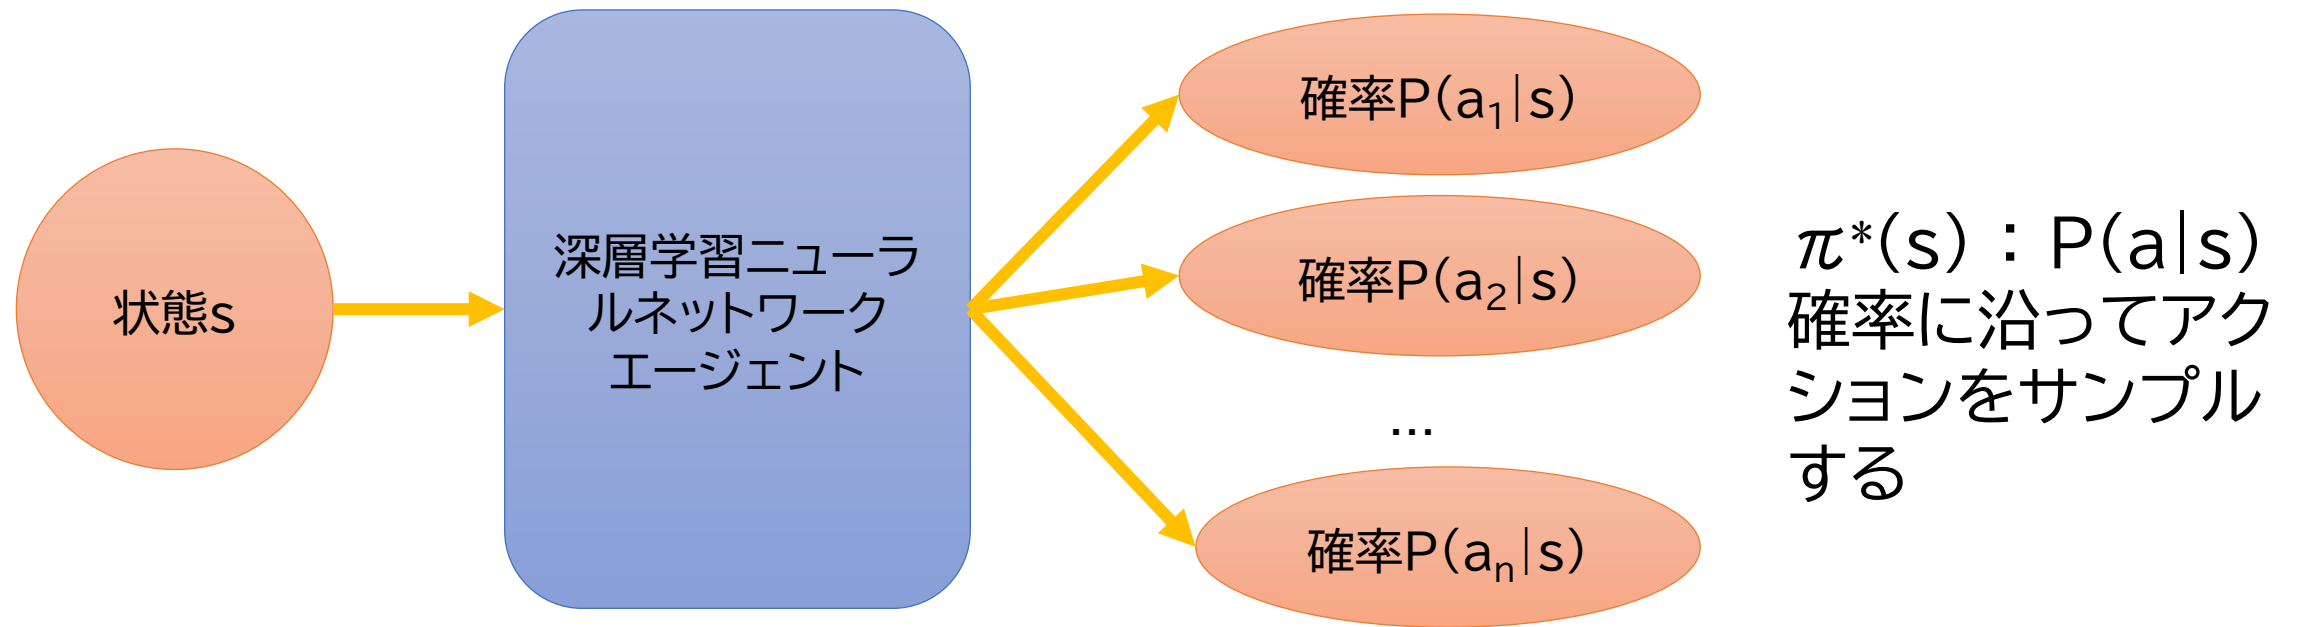 状態s
深層学習ニューラ
ルネットワーク
エージェント
確率P(a₁|s)
確率P(a₂|s)
…
確率P(aₙ|s)
π*(s):P(a|s)
確率に沿ってアク
ションをサンプル
する